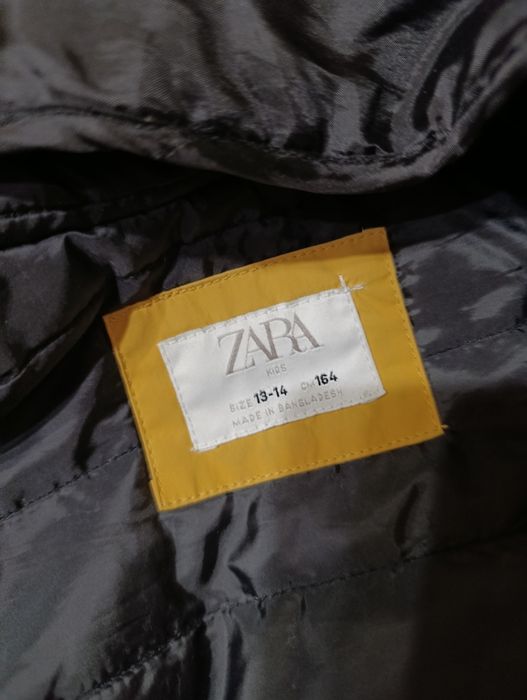 ZARA
KIDS
SIZE 13-14 CM 164
MADE IN BANGLADESH